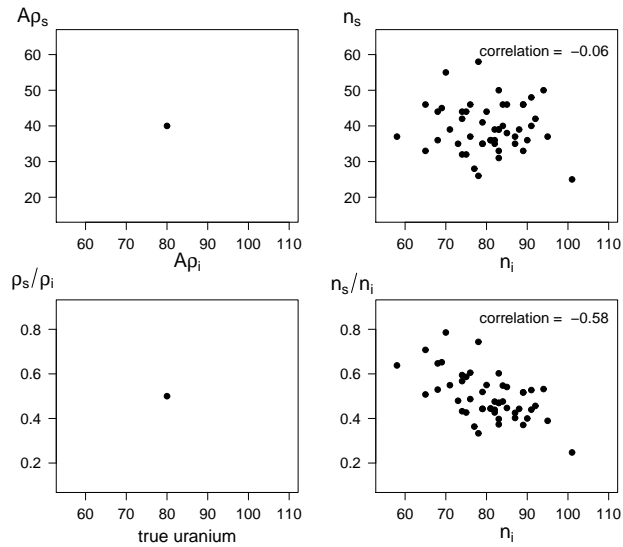 Aρs
60
50
40
30
20
60 70 80 90 100 110
Aρi
ns
correlation = −0.06
60
50
40
30
20
60 70 80 90 100 110
ni
ρs/ρi
0.8
0.6
0.4
0.2
60 70 80 90 100 110
true uranium
ns/ni
correlation = −0.58
0.8
0.6
0.4
0.2
60 70 80 90 100 110
ni